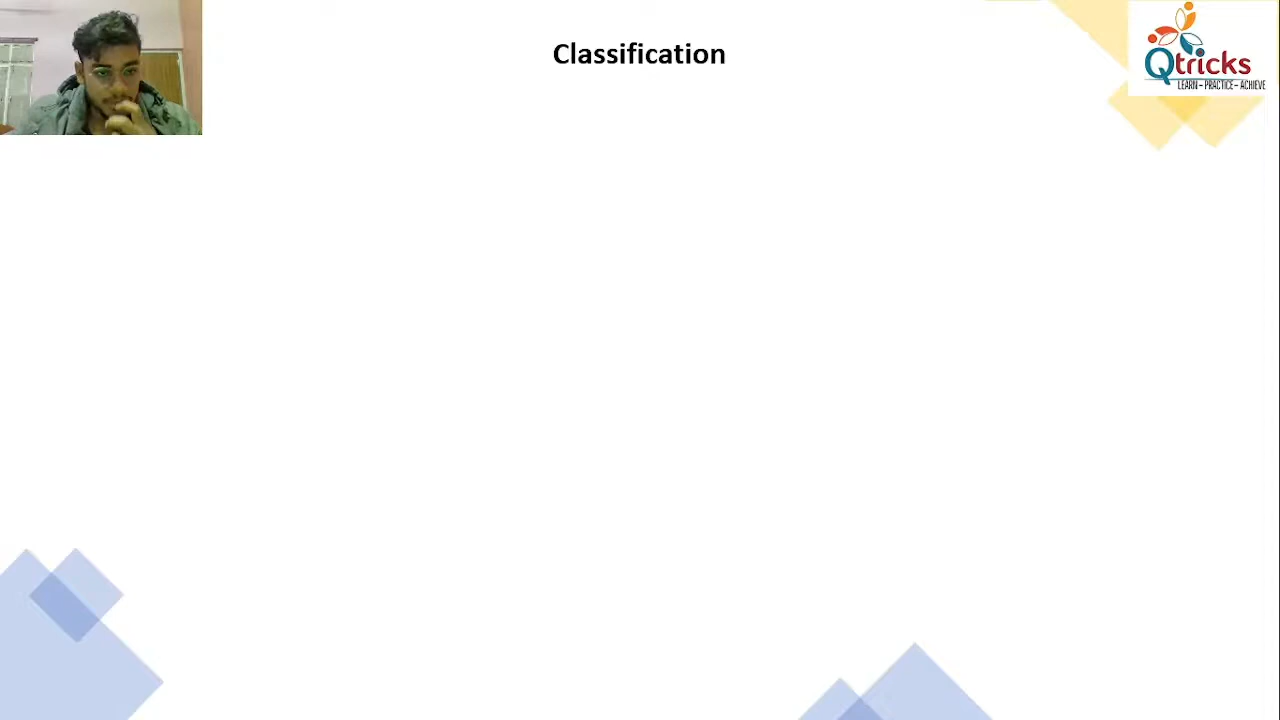 Classification
Qtricks
LEARN – PRACTICE – ACHIEVE